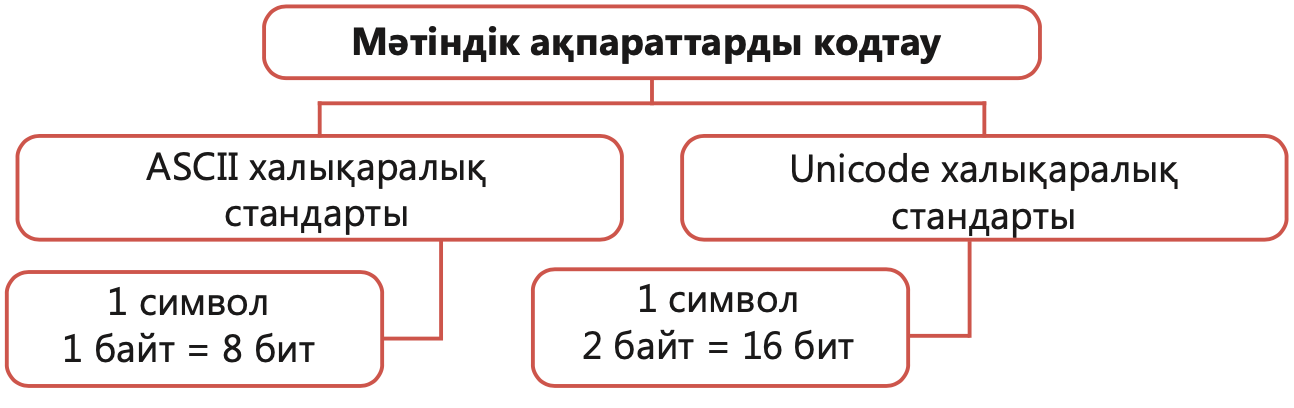 Мәтіндік ақпараттарды кодтау
ASCII халықаралық
стандарты
Unicode халықаралық
стандарты
1 символ
1 байт = 8 бит
1 символ
2 байт = 16 бит